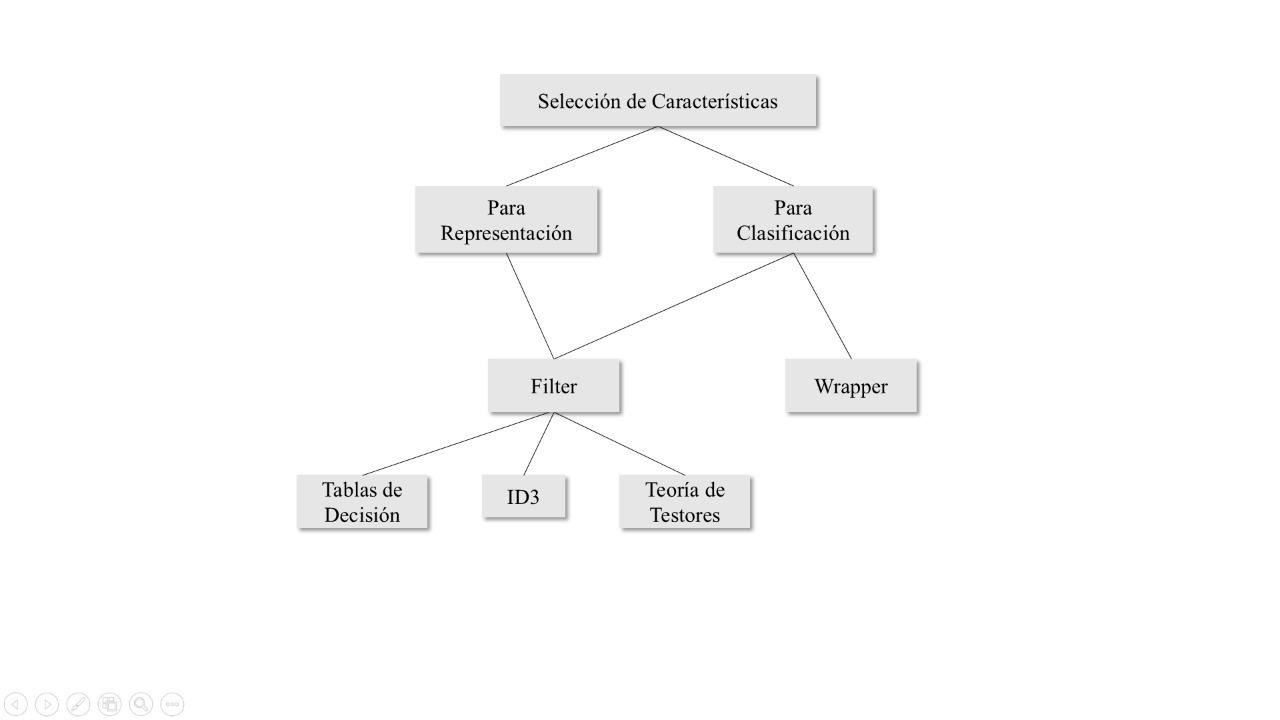 Selección de Características
Para
Representación
Para
Clasificación
Filter
Wrapper
Tablas de
Decisión
ID3
Teoría de
Testores